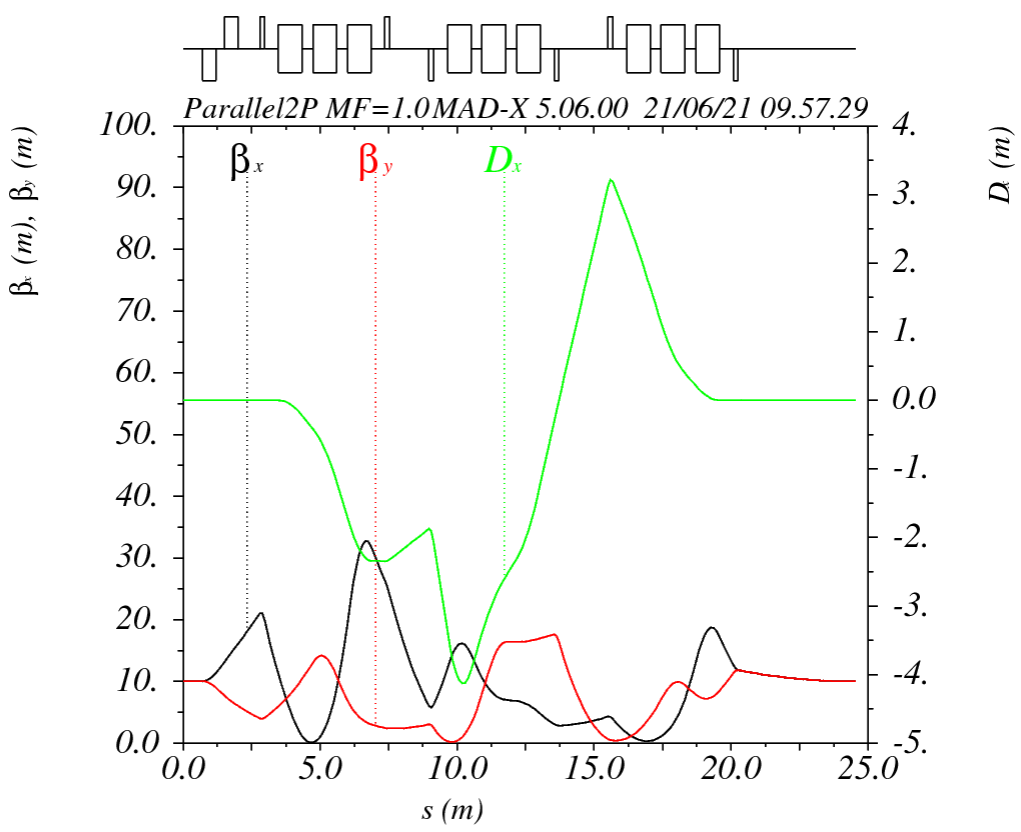 Parallel2P MF=1.0 MAD-X 5.06.00 21/06/21 09.57.29
βx (m), βy (m)
100.
90.
80.
70.
60.
50.
40.
30.
20.
10.
0.0
βx
βy
Dx
4.
3.
2.
1.
0.0
-1.
-2.
-3.
-4.
-5.
Dx (m)
0.0 5.0 10.0 15.0 20.0 25.0
s (m)